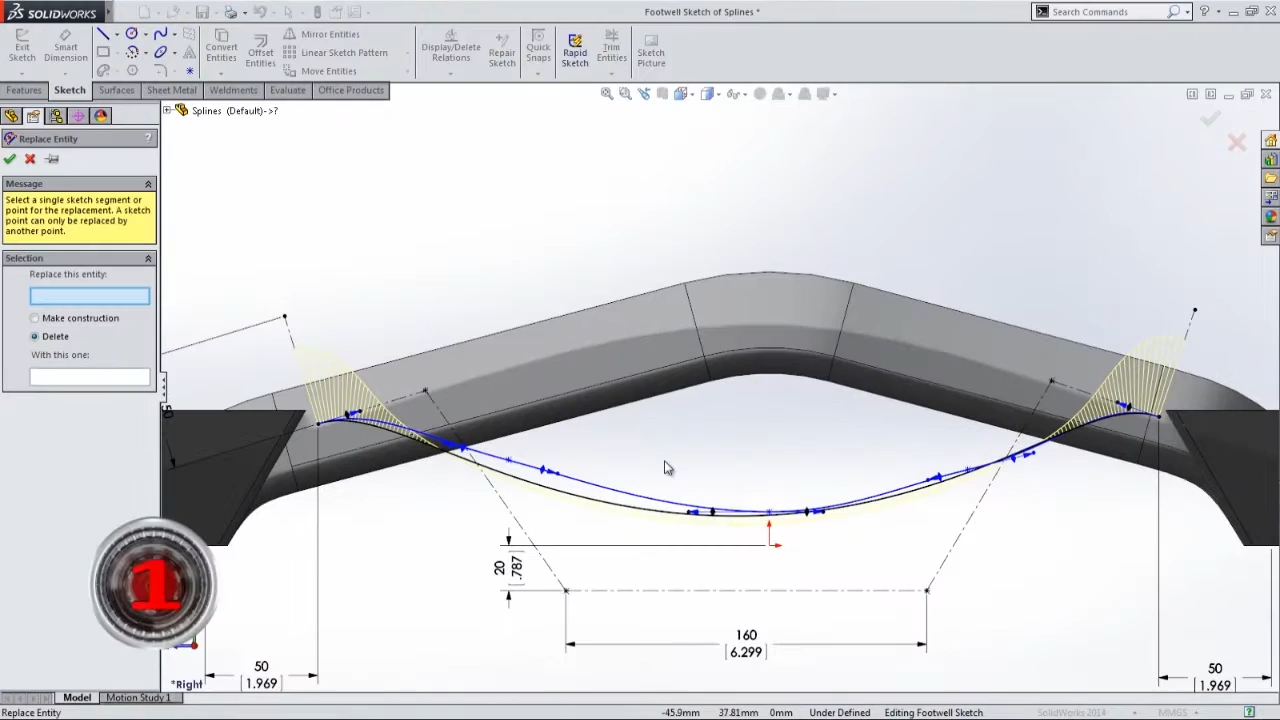 SOLIDWORKS
Footwell Sketch of Splines *
Search Commands
Exit
Sketch
Smart
Dimension
Convert
Entities
Offset
Entities
Mirror Entities
Linear Sketch Pattern
Move Entities
Display/Delete
Relations
Repair
Sketch
Quick
Snaps
Rapid
Sketch
Trim
Entities
Sketch
Picture
Features
Sketch
Surfaces
Sheet Metal
Weldments
Evaluate
Office Products
Splines (Default)->?
Replace Entity
?
Message
Select a single sketch segment or
point for the replacement. A sketch
point can only be replaced by
another point.
Selection
Replace this entity:
Make construction
Delete
With this one:
20
.787
160
6.299
50
1.969
50
1.969
1
*Right
Model
Motion Study 1
Replace Entity
-45.9mm
37.81mm
0mm
Under Defined
Editing Footwell Sketch
SolidWorks 2014
MMGS